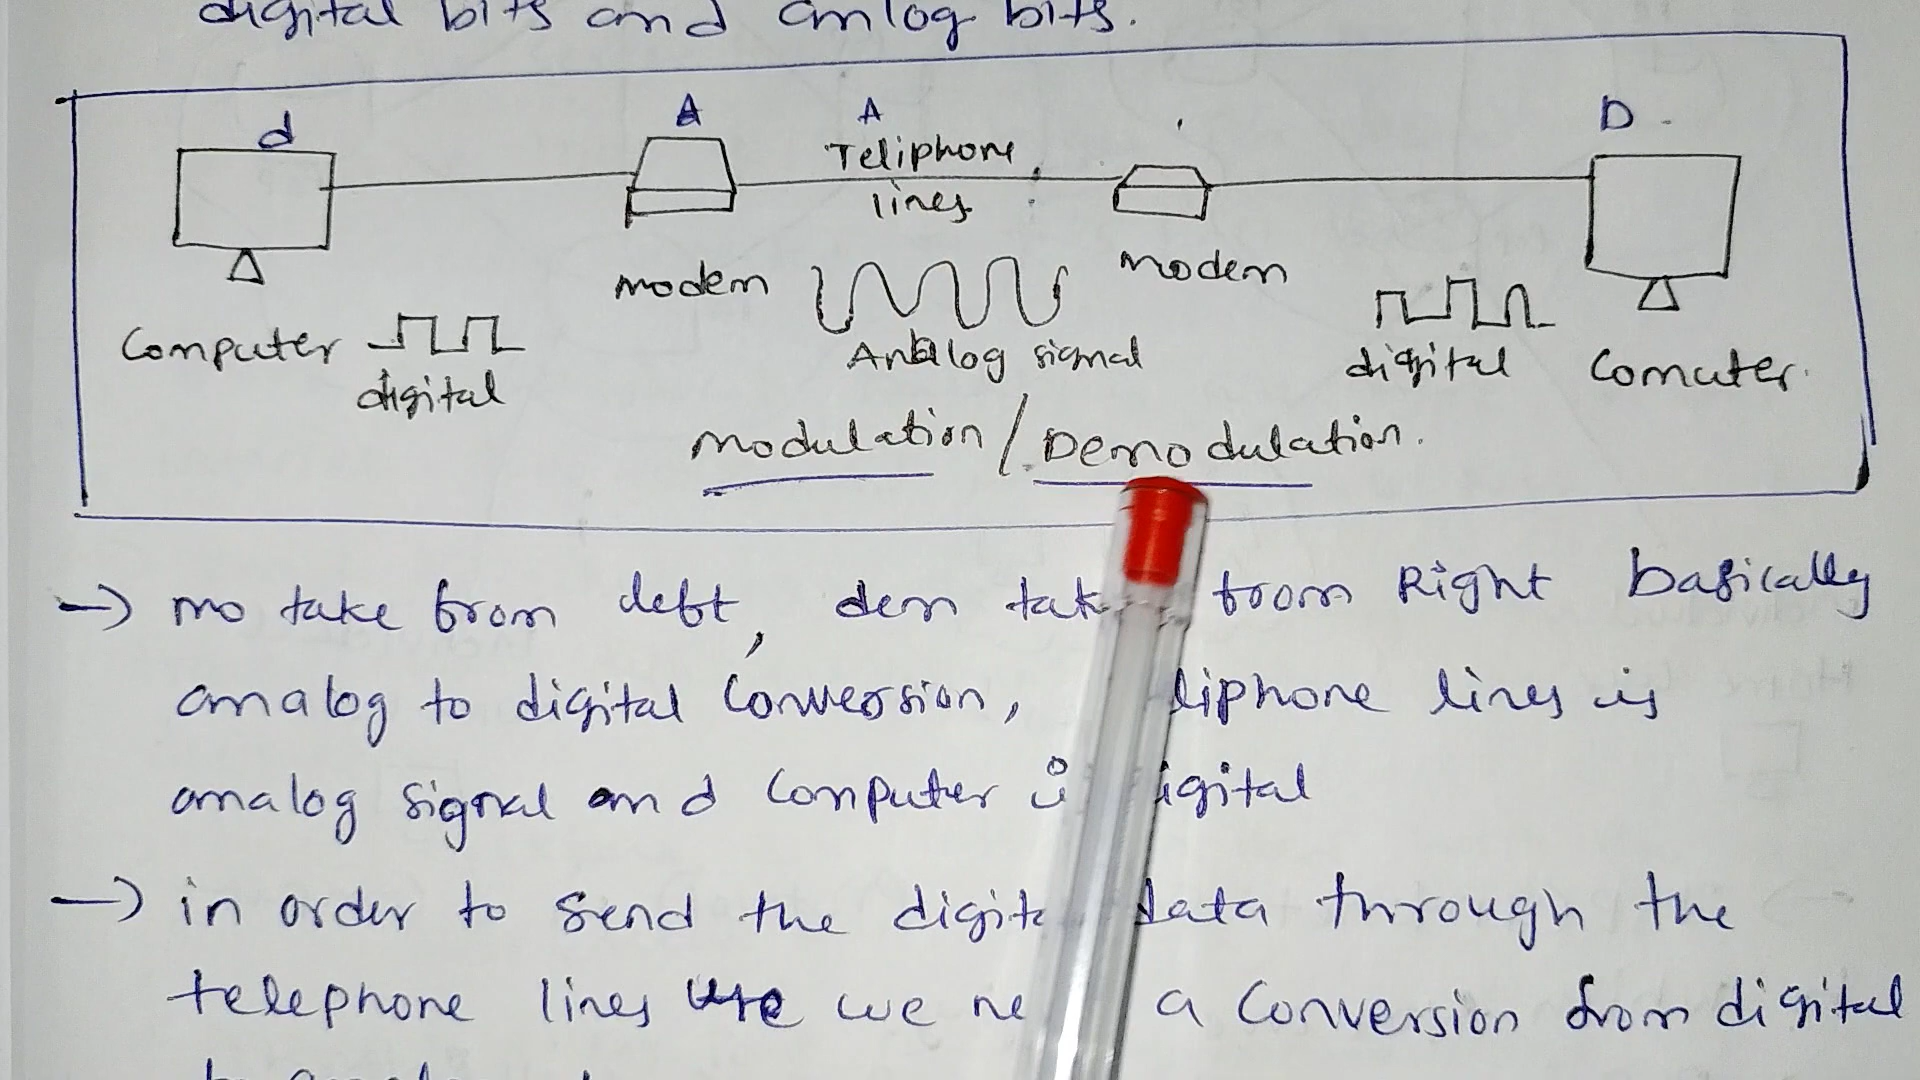 digital bits and anlog bits.
d A A D
Teliphone
lines
modem modem
Computer digital Analog signal digital Comuter.
Modulation / Demodulation.
→ mo take from left, dem tak from Right basically
analog to digital Conversion, liphone lines is
analog signal and Computer is igital
→ in order to send the digit data through the
telephone lines we ne a Conversion from digital